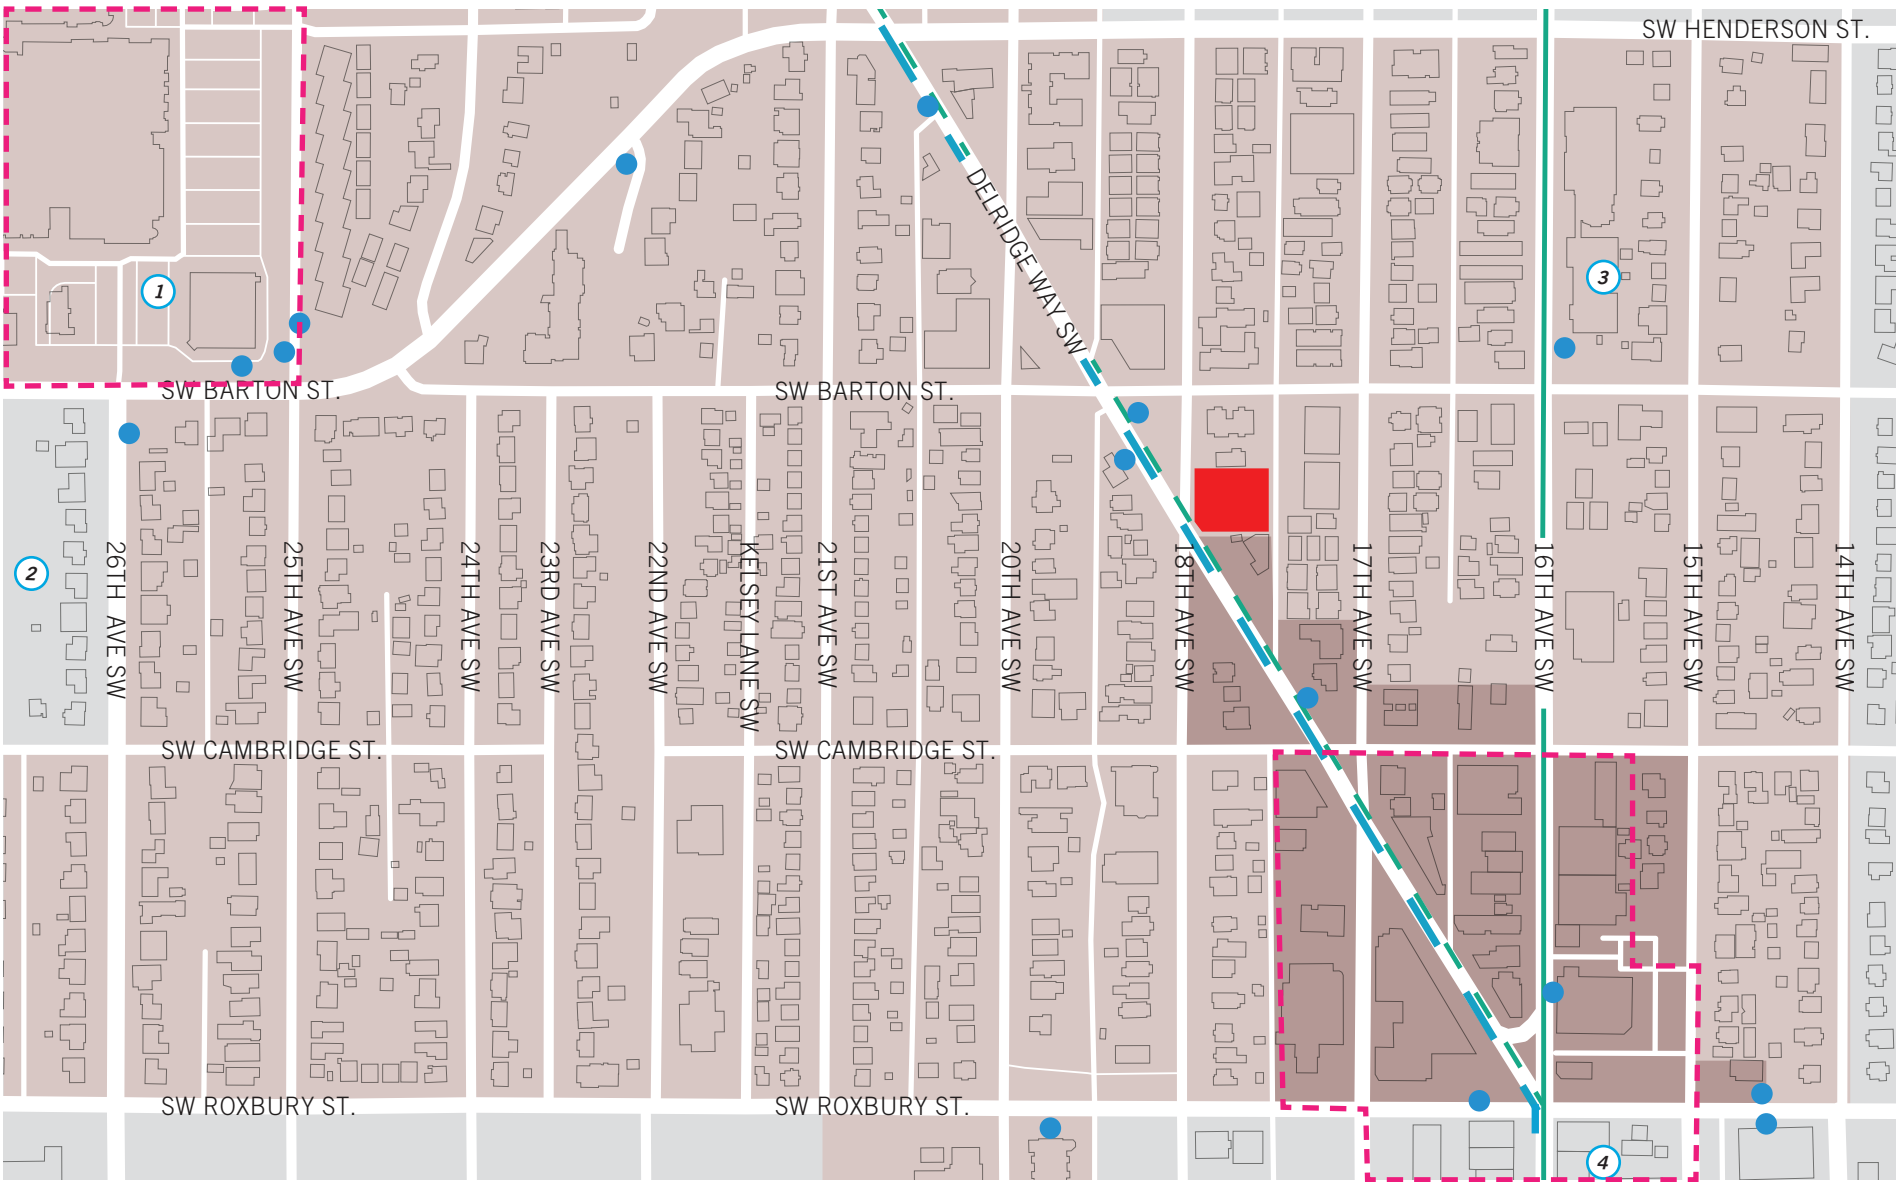 SW HENDERSON ST.
DELRIDGE WAY SW
1
3
SW BARTON ST.
SW BARTON ST.
2
26TH AVE SW
25TH AVE SW
24TH AVE SW
23RD AVE SW
22ND AVE SW
KELSEY LANE SW
21ST AVE SW
20TH AVE SW
18TH AVE SW
17TH AVE SW
16TH AVE SW
15TH AVE SW
14TH AVE SW
SW CAMBRIDGE ST.
SW CAMBRIDGE ST.
SW ROXBURY ST.
SW ROXBURY ST.
4